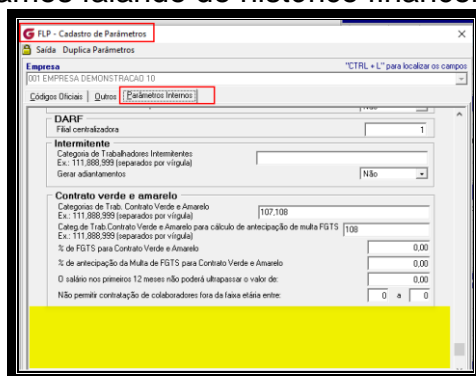 amos falando de histórico financei
FLP - Cadastro de Parâmetros
Saída Duplica Parâmetros
Empresa "CTRL + L" para localizar os campos
001 EMPRESA DEMONSTRACAO 10
Códigos Oficiais Outros Parâmetros Internos
DARF
Filial centralizadora 1
Intermitente
Categoria de Trabalhadores Intermitentes
Ex.: 111,888,999 (separados por vírgula)
Gerar adiantamentos Não
Contrato verde e amarelo
Categorias de Trab. Contrato Verde e Amarelo
Ex.: 111,888,999 (separados por vírgula) 107,108
Categ de Trab.Contrato Verde e Amarelo para cálculo de antecipação de multa FGTS 108
Ex.: 111,888,999 (separados por vírgula)
% de FGTS para Contrato Verde e Amarelo 0,00
% de antecipação da Multa de FGTS para Contrato Verde e Amarelo 0,00
O salário nos primeiros 12 meses não poderá ultrapassar o valor de: 0,00
Não permitir contratação de colaboradores fora da faixa etária entre: 0 a 0